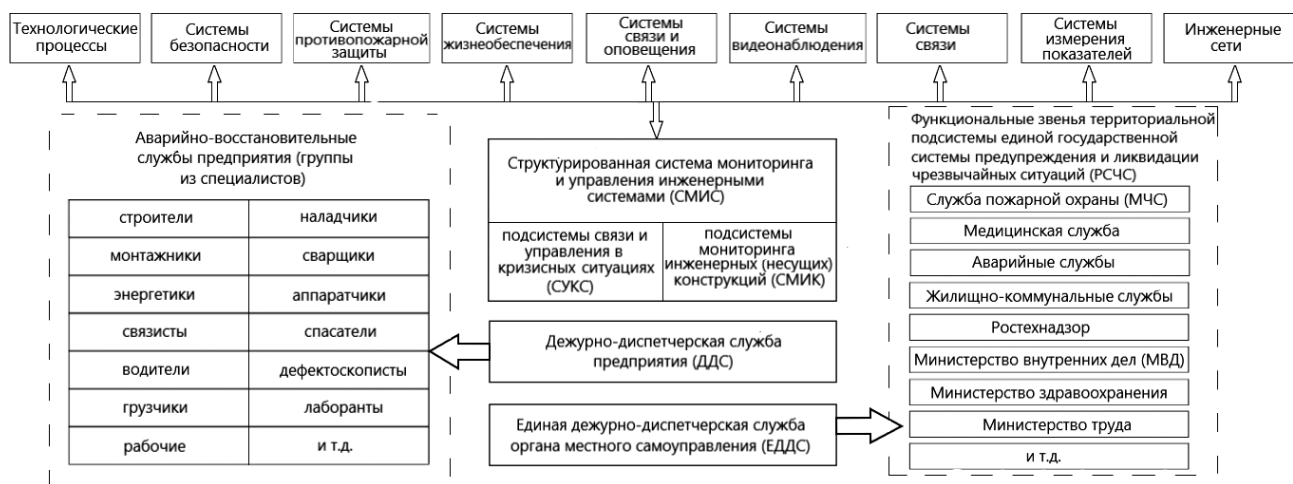 Технологические
процессы
Системы
безопасности
Системы
противопожарной
защиты
Системы
жизнеобеспечения
Системы
связи и
оповещения
Системы
видеонаблюдения
Системы
связи
Системы
измерения
показателей
Инженерные
сети
Аварийно-восстановительные
службы предприятия (группы
из специалистов)
строители
наладчики
монтажники
сварщики
энергетики
аппаратчики
связисты
спасатели
водители
дефектоскописты
грузчики
лаборанты
рабочие
и т.д.
Структурированная система мониторинга
и управления инженерными
системами (СМИС)
подсистемы связи и
управления в
кризисных ситуациях
(СУКС)
подсистемы
мониторинга
инженерных (несущих)
конструкций (СМИК)
Дежурно-диспетчерская служба
предприятия (ДДС)
Единая дежурно-диспетчерская служба
органа местного самоуправления (ЕДДС)
Функциональные звенья территориальной
подсистемы единой государственной
системы предупреждения и ликвидации
чрезвычайных ситуаций (РСЧС)
Служба пожарной охраны (МЧС)
Медицинская служба
Аварийные службы
Жилищно-коммунальные службы
Ростехнадзор
Министерство внутренних дел (МВД)
Министерство здравоохранения
Министерство труда
и т.д.